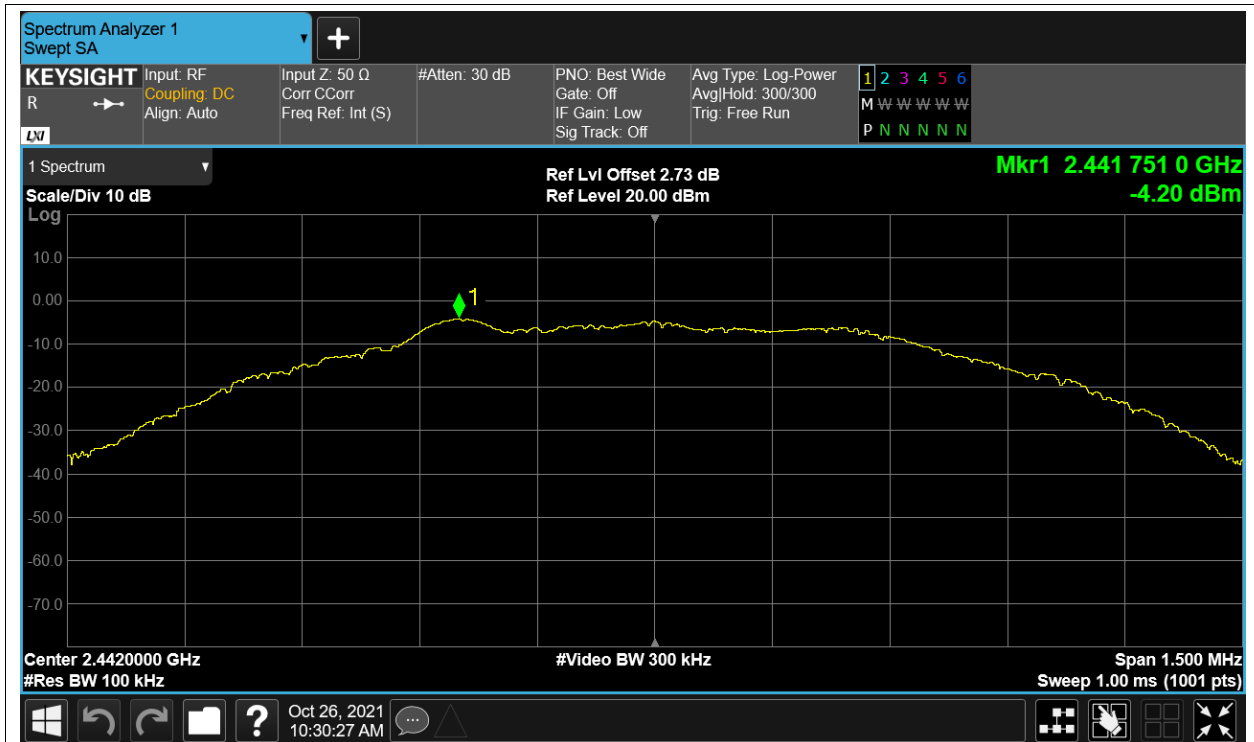 Spectrum Analyzer 1
Swept SA
KEYSIGHT
R
LXI
Input: RF
Coupling: DC
Align: Auto
Input Z: 50 Ω
Corr CCorr
Freq Ref: Int (S)
#Atten: 30 dB
PNO: Best Wide
Gate: Off
IF Gain: Low
Sig Track: Off
Avg Type: Log-Power
Avg|Hold: 300/300
Trig: Free Run
1 2 3 4 5 6
M W W W W W
P N N N N N
1 Spectrum
Scale/Div 10 dB
Log
Ref Lvl Offset 2.73 dB
Ref Level 20.00 dBm
Mkr1 2.441 751 0 GHz
-4.20 dBm
10.0
0.00
1
-10.0
-20.0
-30.0
-40.0
-50.0
-60.0
-70.0
Center 2.4420000 GHz
#Res BW 100 kHz
#Video BW 300 kHz
Span 1.500 MHz
Sweep 1.00 ms (1001 pts)
?
Oct 26, 2021
10:30:27 AM